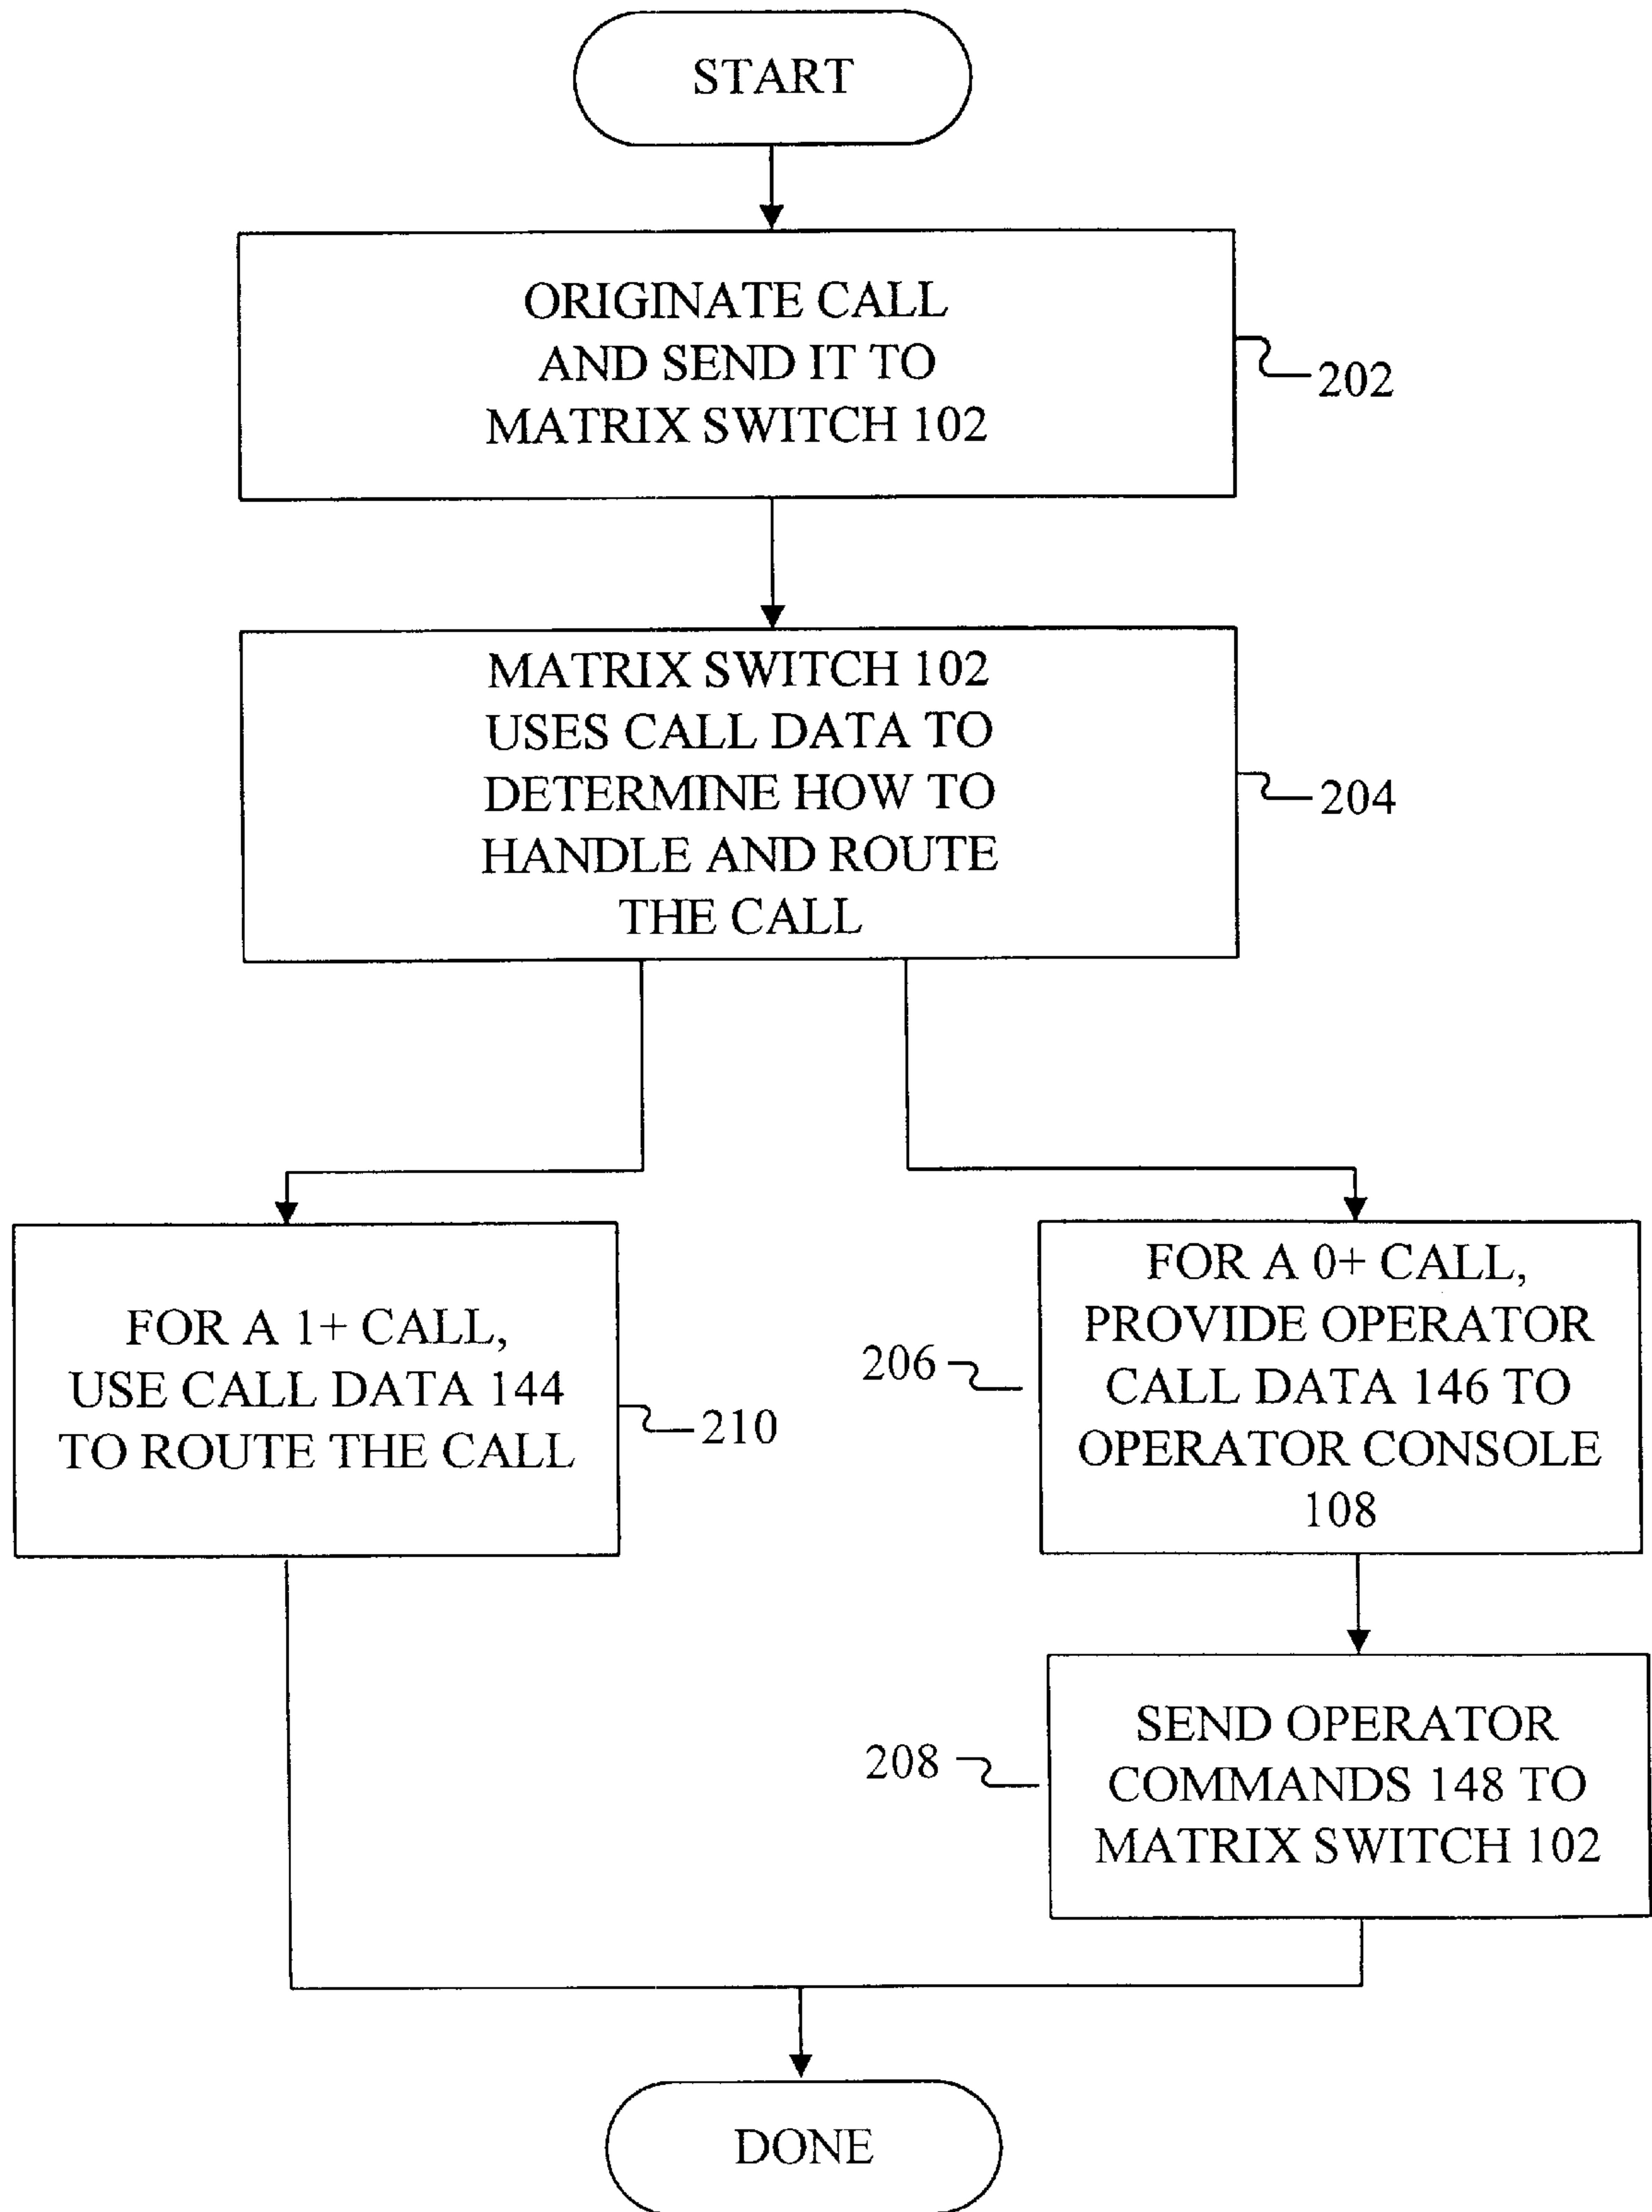 START
ORIGINATE CALL
AND SEND IT TO
MATRIX SWITCH 102
202
MATRIX SWITCH 102
USES CALL DATA TO
DETERMINE HOW TO
HANDLE AND ROUTE
THE CALL
204
FOR A 1+ CALL,
USE CALL DATA 144
TO ROUTE THE CALL
210
FOR A 0+ CALL,
PROVIDE OPERATOR
CALL DATA 146 TO
OPERATOR CONSOLE
108
206
SEND OPERATOR
COMMANDS 148 TO
MATRIX SWITCH 102
208
DONE